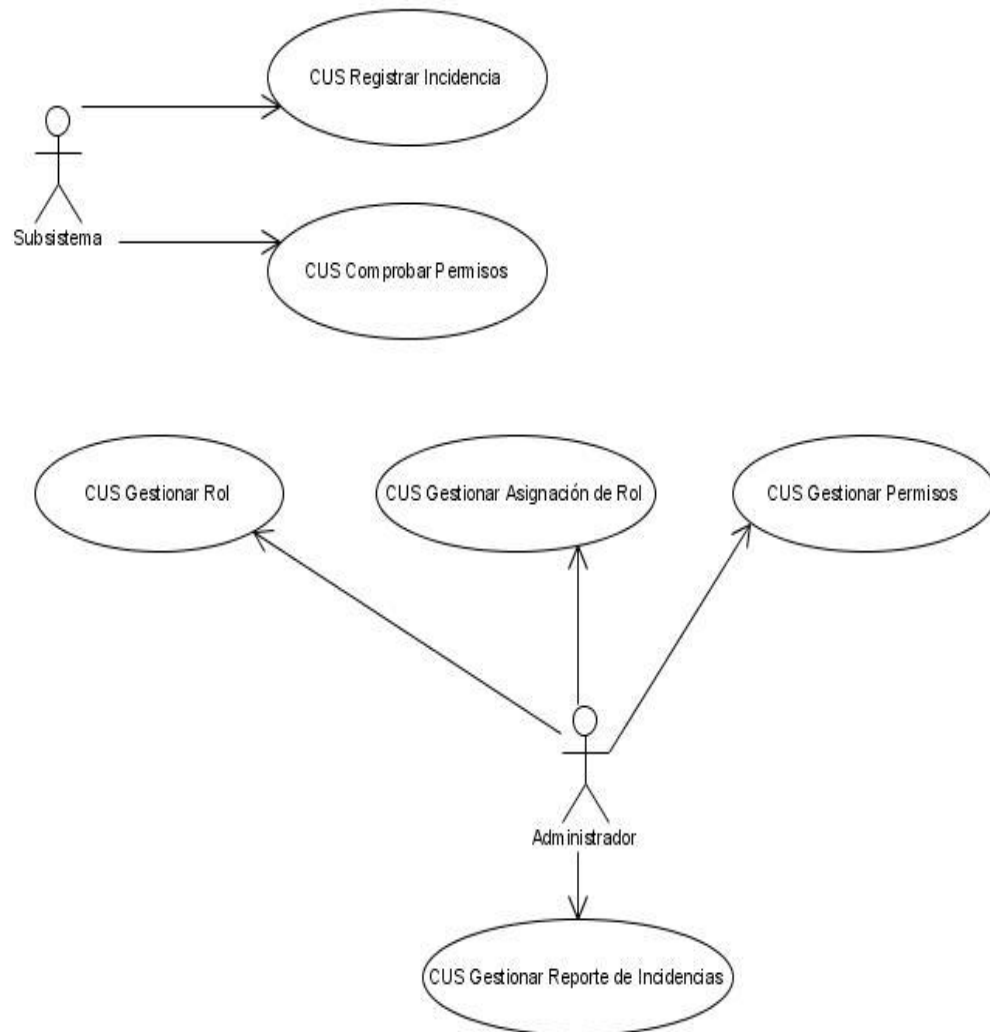 CUS Registrar Incidencia
Subsistema
CUS Comprobar Permisos
CUS Gestionar Rol
CUS Gestionar Asignación de Rol
CUS Gestionar Permisos
Administrador
CUS Gestionar Reporte de Incidencias